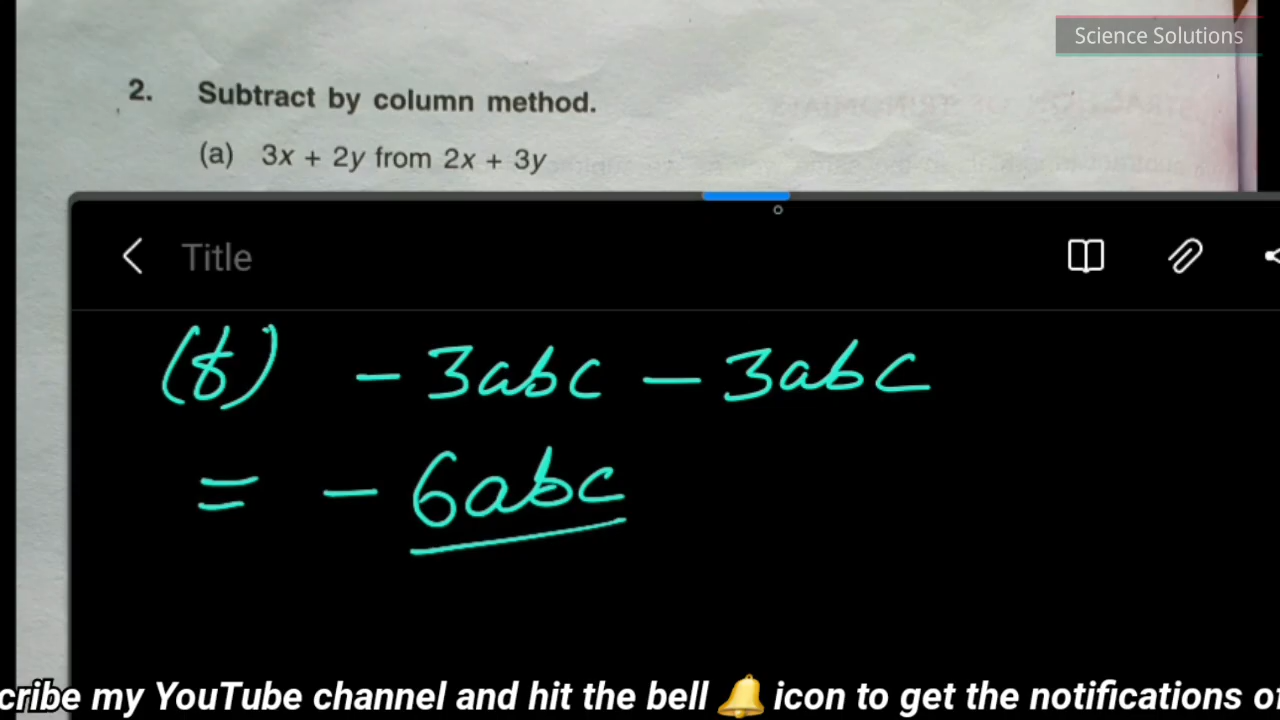 Science Solutions
2. Subtract by column method.
(a) 3x + 2y from 2x + 3y
Title
(f) - 3abc - 3abc
= - 6abc
cribe my YouTube channel and hit the bell 🔔 icon to get the notifications of